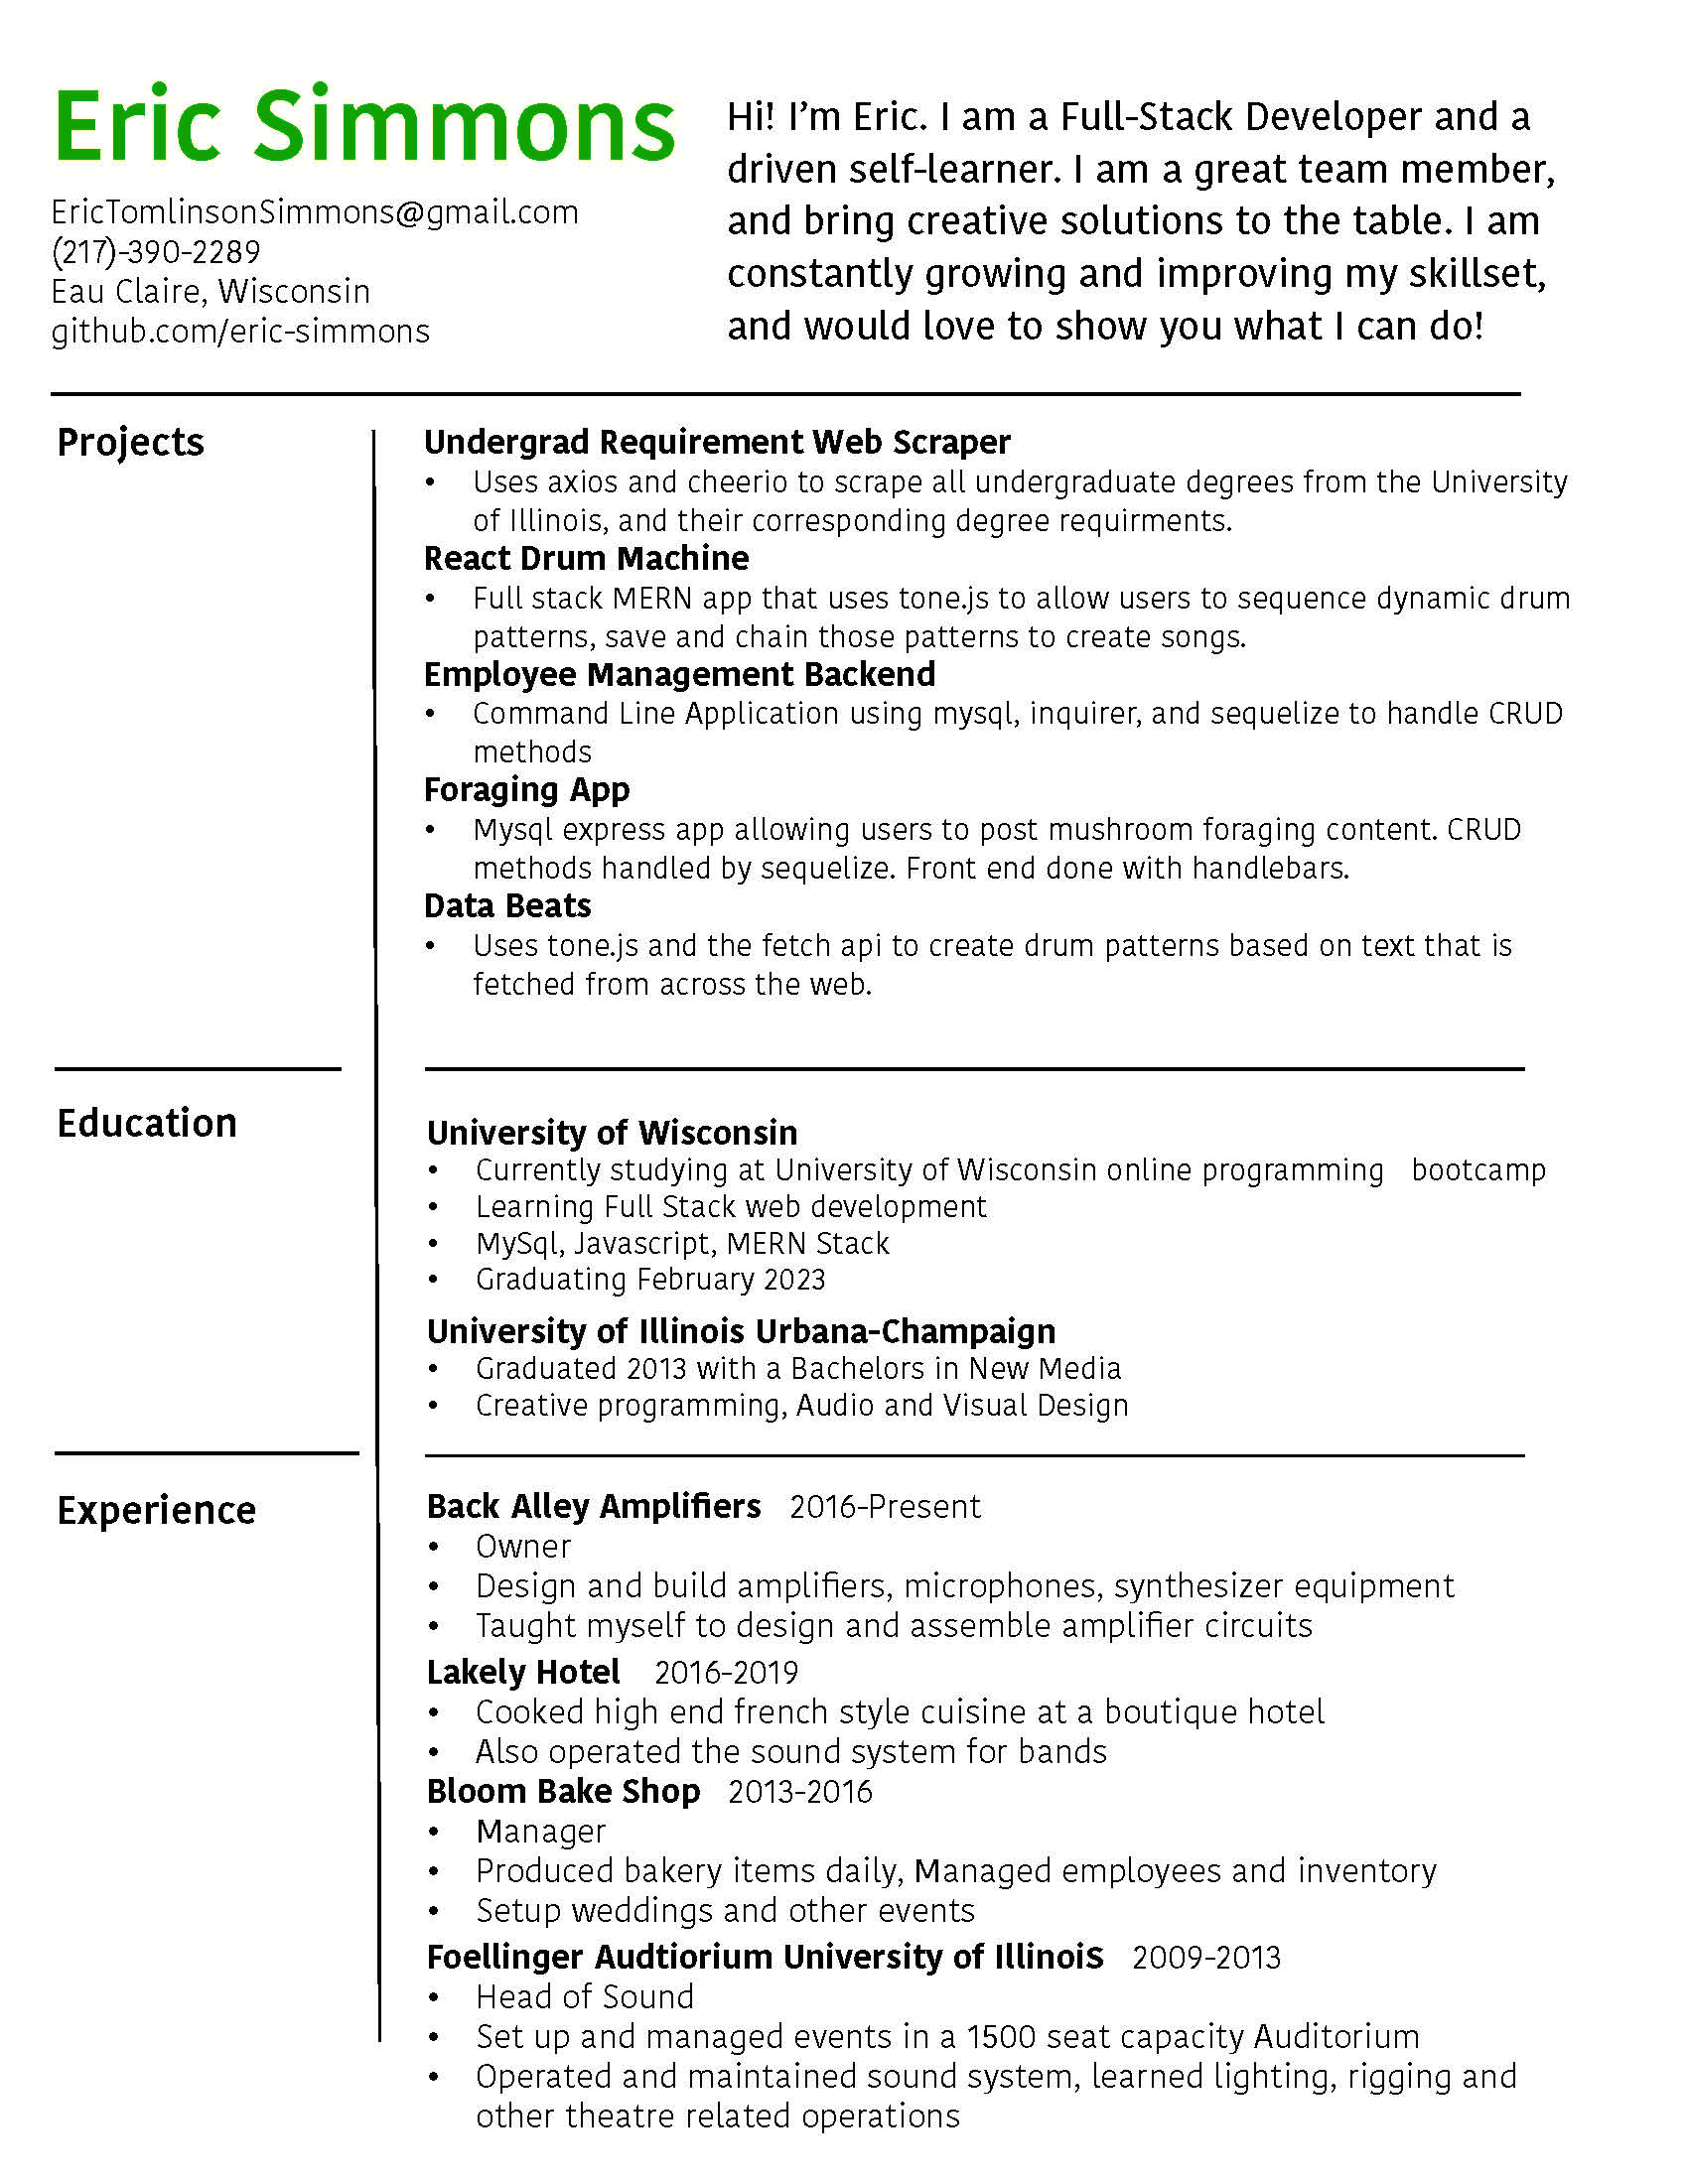 Eric Simmons
EricTomlinsonSimmons@gmail.com
(217)-390-2289
Eau Claire, Wisconsin
github.com/eric-simmons
Hi! I'm Eric. I am a Full-Stack Developer and a
driven self-learner. I am a great team member,
and bring creative solutions to the table. I am
constantly growing and improving my skillset,
and would love to show you what I can do!
Projects
Undergrad Requirement Web Scraper
• Uses axios and cheerio to scrape all undergraduate degrees from the University
of Illinois, and their corresponding degree requirments.
React Drum Machine
• Full stack MERN app that uses tone.js to allow users to sequence dynamic drum
patterns, save and chain those patterns to create songs.
Employee Management Backend
• Command Line Application using mysql, inquirer, and sequelize to handle CRUD
methods
Foraging App
• Mysql express app allowing users to post mushroom foraging content. CRUD
methods handled by sequelize. Front end done with handlebars.
Data Beats
• Uses tone.js and the fetch api to create drum patterns based on text that is
fetched from across the web.
Education
University of Wisconsin
• Currently studying at University of Wisconsin online programming bootcamp
• Learning Full Stack web development
• MySql, Javascript, MERN Stack
• Graduating February 2023
University of Illinois Urbana-Champaign
• Graduated 2013 with a Bachelors in New Media
• Creative programming, Audio and Visual Design
Experience
Back Alley Amplifiers 2016-Present
• Owner
• Design and build amplifiers, microphones, synthesizer equipment
• Taught myself to design and assemble amplifier circuits
Lakely Hotel 2016-2019
• Cooked high end french style cuisine at a boutique hotel
• Also operated the sound system for bands
Bloom Bake Shop 2013-2016
• Manager
• Produced bakery items daily, Managed employees and inventory
• Setup weddings and other events
Foellinger Audtiorium University of Illinois 2009-2013
• Head of Sound
• Set up and managed events in a 1500 seat capacity Auditorium
• Operated and maintained sound system, learned lighting, rigging and
other theatre related operations